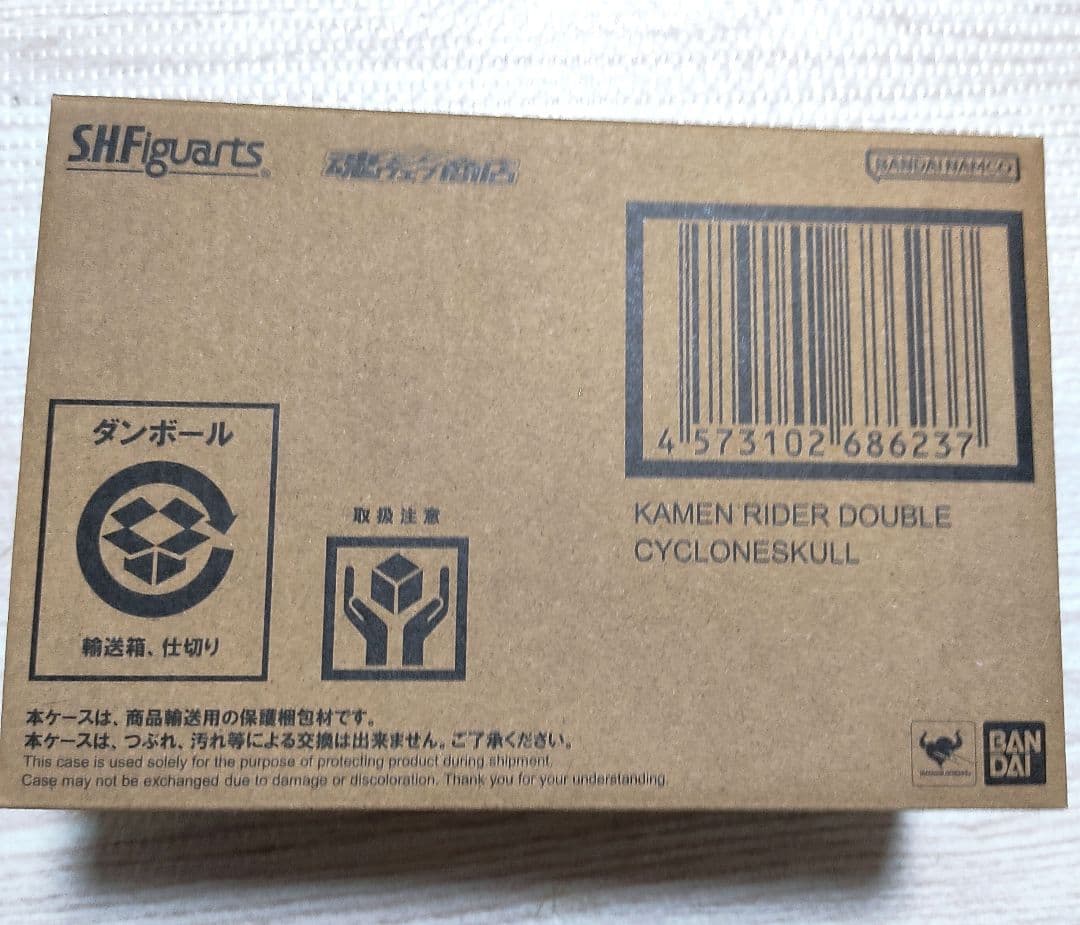 S.H.Figuarts
魂ウェブ商店
BANDAI NAMCO
4 573102 686237
KAMEN RIDER DOUBLE
CYCLONESKULL
ダンボール
輸送箱、仕切り
取扱注意
本ケースは、商品輸送用の保護梱包材です。
本ケースは、つぶれ、汚れ等による交換は出来ません。ご了承ください。
This case is used solely for the purpose of protecting product during shipment.
Case may not be exchanged due to damage or discoloration. Thank you for your understanding.
BAN
DAI